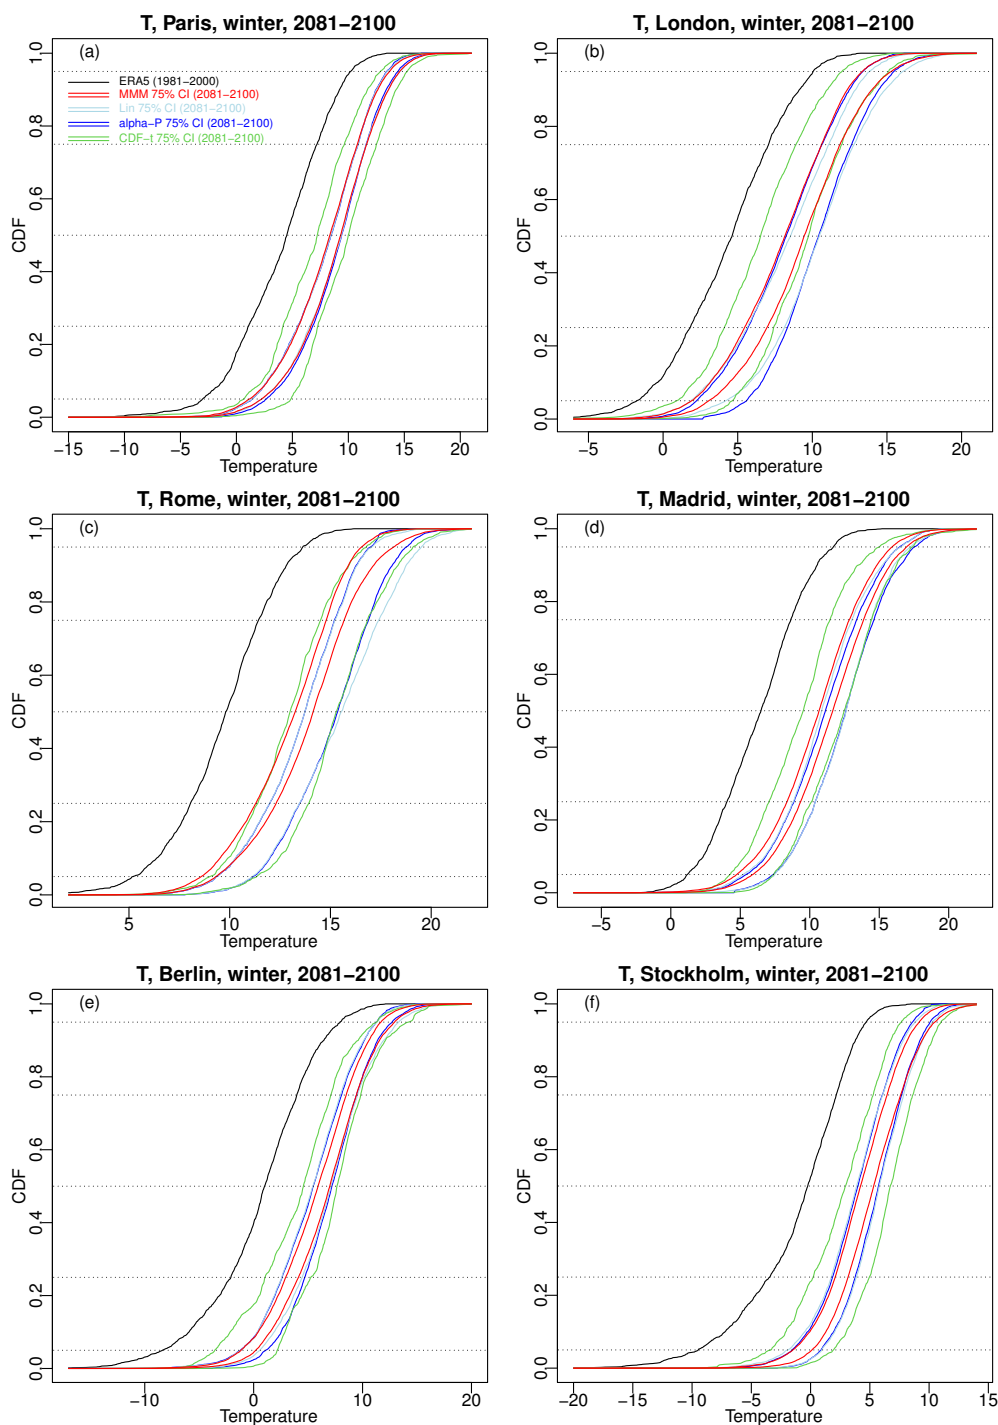 T, Paris, winter, 2081−2100
(a)
ERA5 (1981−2000)
MMM 75% CI (2081−2100)
Lin 75% CI (2081−2100)
alpha−P 75% CI (2081−2100)
CDF−t 75% CI (2081−2100)
CDF
0.0 0.2 0.4 0.6 0.8 1.0
−15 −10 −5 0 5 10 15 20
Temperature
T, London, winter, 2081−2100
(b)
CDF
0.0 0.2 0.4 0.6 0.8 1.0
−5 0 5 10 15 20
Temperature
T, Rome, winter, 2081−2100
(c)
CDF
0.0 0.2 0.4 0.6 0.8 1.0
5 10 15 20
Temperature
T, Madrid, winter, 2081−2100
(d)
CDF
0.0 0.2 0.4 0.6 0.8 1.0
−5 0 5 10 15 20
Temperature
T, Berlin, winter, 2081−2100
(e)
CDF
0.0 0.2 0.4 0.6 0.8 1.0
−10 0 10 20
Temperature
T, Stockholm, winter, 2081−2100
(f)
CDF
0.0 0.2 0.4 0.6 0.8 1.0
−20 −15 −10 −5 0 5 10 15
Temperature